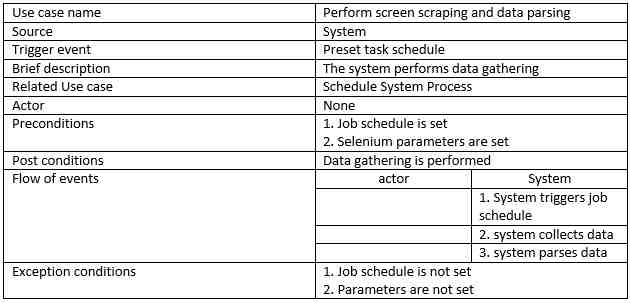 Use case name Perform screen scraping and data parsing
Source System
Trigger event Preset task schedule
Brief description The system performs data gathering
Related Use case Schedule System Process
Actor None
Preconditions 1. Job schedule is set
2. Selenium parameters are set
Post conditions Data gathering is performed
Flow of events actor System
1. System triggers job
schedule
2. system collects data
3. system parses data
Exception conditions 1. Job schedule is not set
2. Parameters are not set